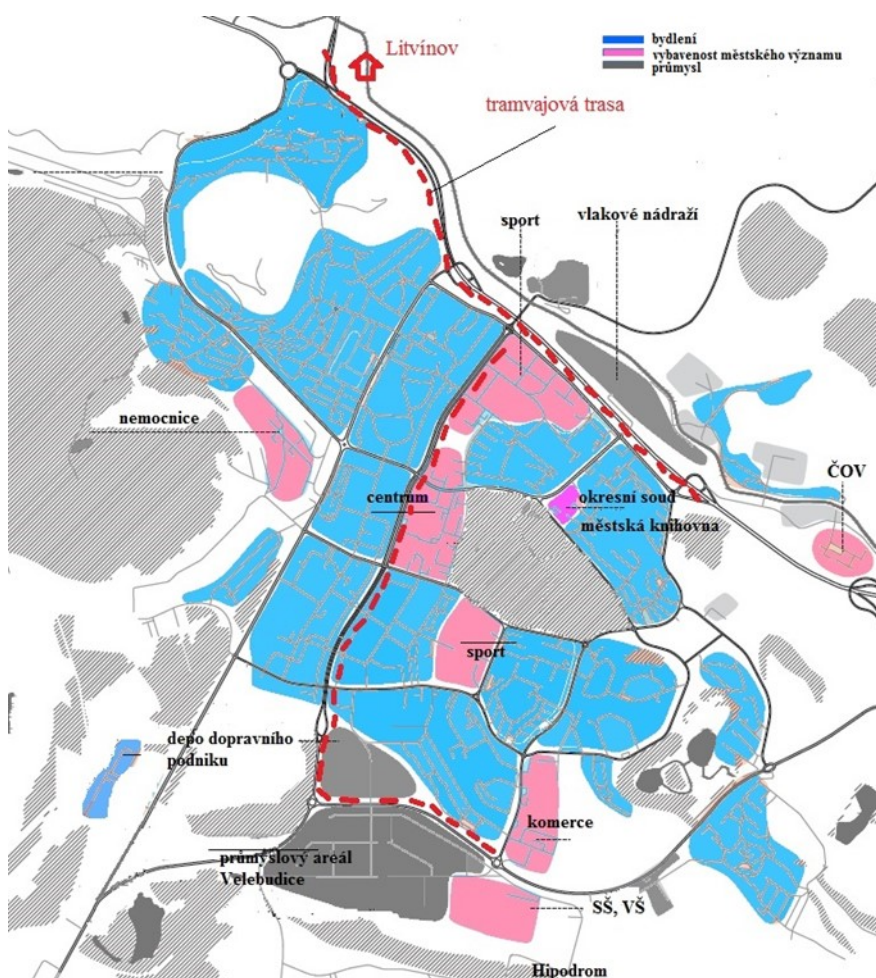 Litvínov
bydlení
vybavenost městského významu
průmysl
tramvajová trasa
sport
vlakové nádraží
nemocnice
centrum
okresní soud
městská knihovna
ČOV
sport
depo dopravního
podniku
komerce
průmyslový areál
Velebudice
SŠ, VŠ
Hipodrom